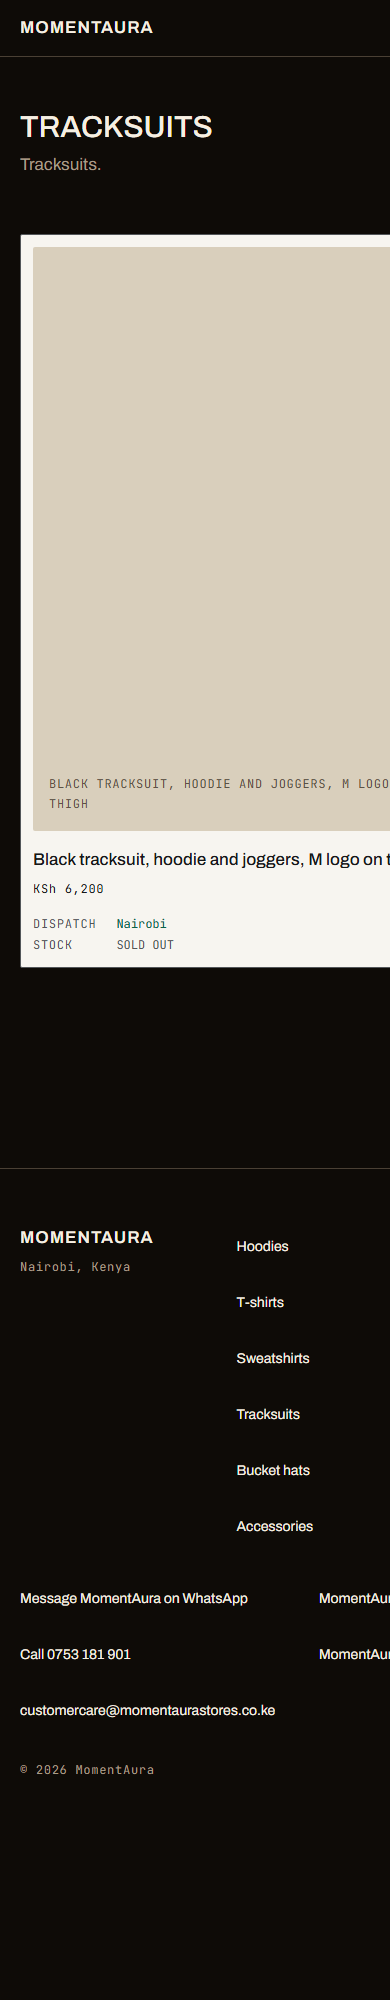 MOMENTAURA
TRACKSUITS
Tracksuits.
BLACK TRACKSUIT, HOODIE AND JOGGERS, M LOGO
THIGH
Black tracksuit, hoodie and joggers, M logo on
KSh 6,200
DISPATCH Nairobi
STOCK SOLD OUT
MOMENTAURA
Nairobi, Kenya
Hoodies
T-shirts
Sweatshirts
Tracksuits
Bucket hats
Accessories
Message MomentAura on WhatsApp
Call 0753 181 901
customercare@momentaurastores.co.ke
© 2026 MomentAura